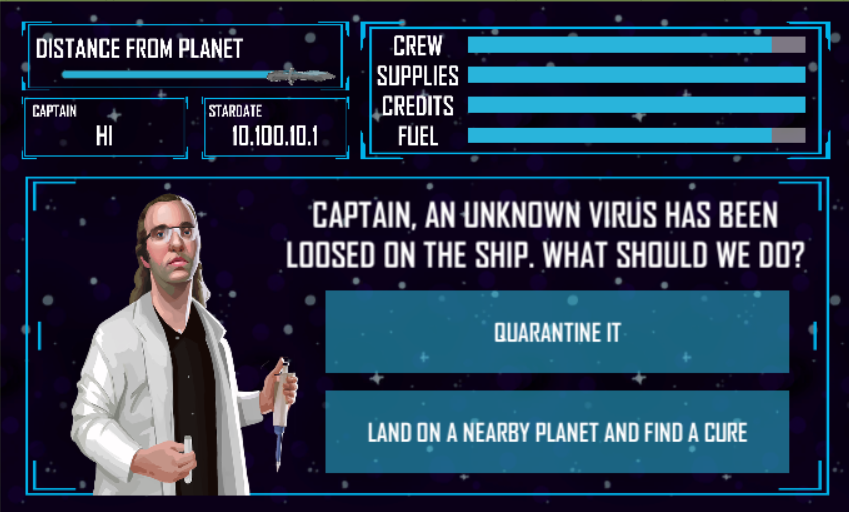 DISTANCE FROM PLANET
CAPTAIN
HI
STARDATE
10.100.10.1
CREW
SUPPLIES
CREDITS
FUEL
CAPTAIN, AN UNKNOWN VIRUS HAS BEEN
LOOSED ON THE SHIP. WHAT SHOULD WE DO?
QUARANTINE IT
LAND ON A NEARBY PLANET AND FIND A CURE